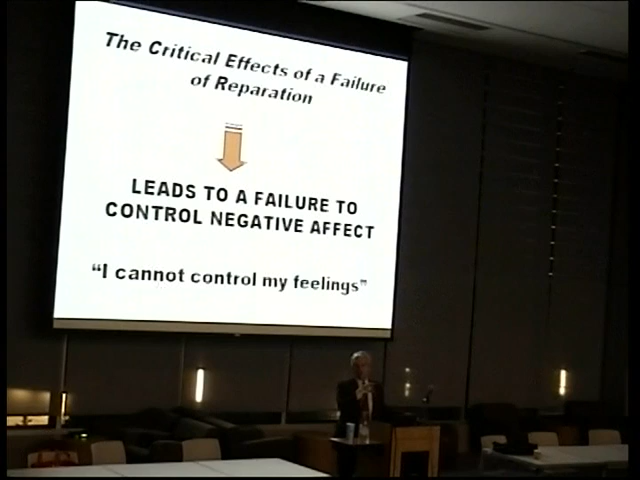 The Critical Effects of a Failure
of Reparation
LEADS TO A FAILURE TO
CONTROL NEGATIVE AFFECT
“I cannot control my feelings”